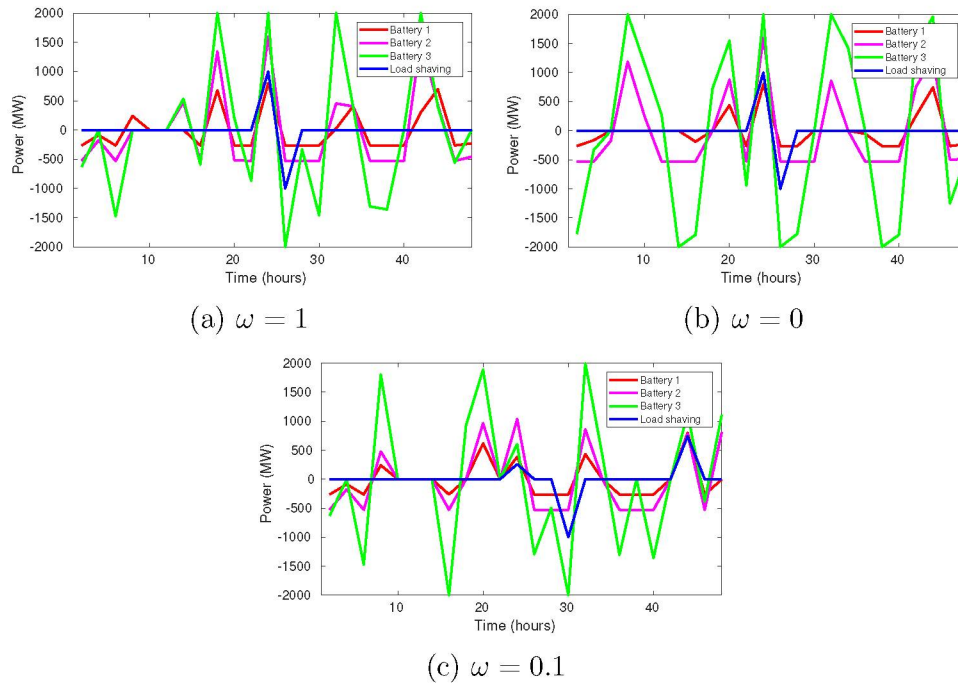 2000
1500
1000
500
0
-500
-1000
-1500
-2000
Power (MW)
10 20 30 40
Time (hours)
Battery 1
Battery 2
Battery 3
Load shaving
(a) ω = 1
2000
1500
1000
500
0
-500
-1000
-1500
-2000
Power (MW)
10 20 30 40
Time (hours)
Battery 1
Battery 2
Battery 3
Load shaving
(b) ω = 0
2000
1500
1000
500
0
-500
-1000
-1500
-2000
Power (MW)
10 20 30 40
Time (hours)
Battery 1
Battery 2
Battery 3
Load shaving
(c) ω = 0.1